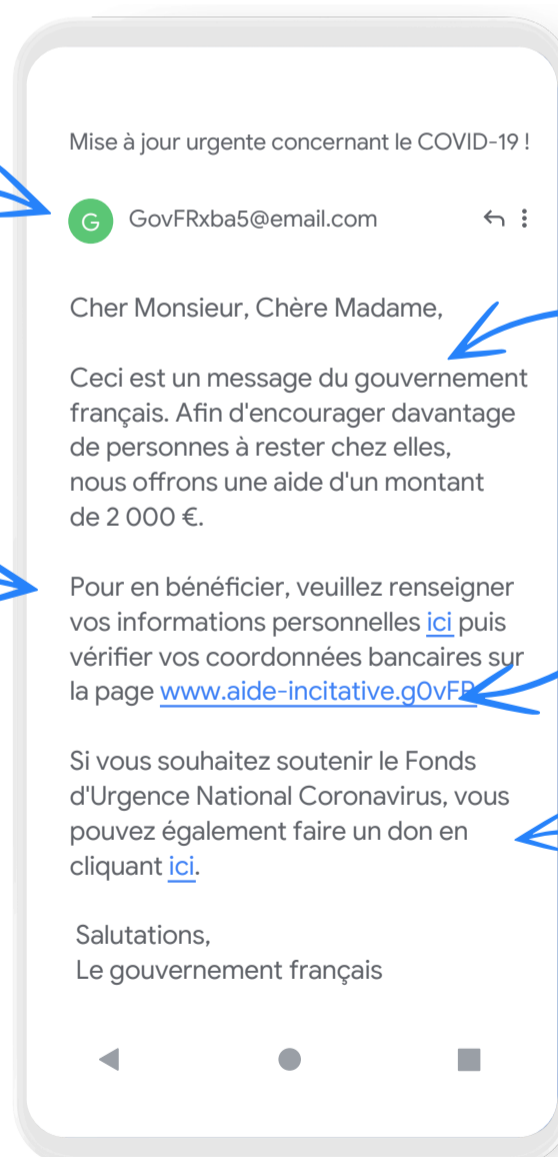 Mise à jour urgente concernant le COVID-19 !
G GovFRxba5@email.com
Cher Monsieur, Chère Madame,
Ceci est un message du gouvernement
français. Afin d'encourager davantage
de personnes à rester chez elles,
nous offrons une aide d'un montant
de 2 000 €.
Pour en bénéficier, veuillez renseigner
vos informations personnelles ici puis
vérifier vos coordonnées bancaires sur
la page www.aide-incitative.g0vFR.
Si vous souhaitez soutenir le Fonds
d'Urgence National Coronavirus, vous
pouvez également faire un don en
cliquant ici.
Salutations,
Le gouvernement français